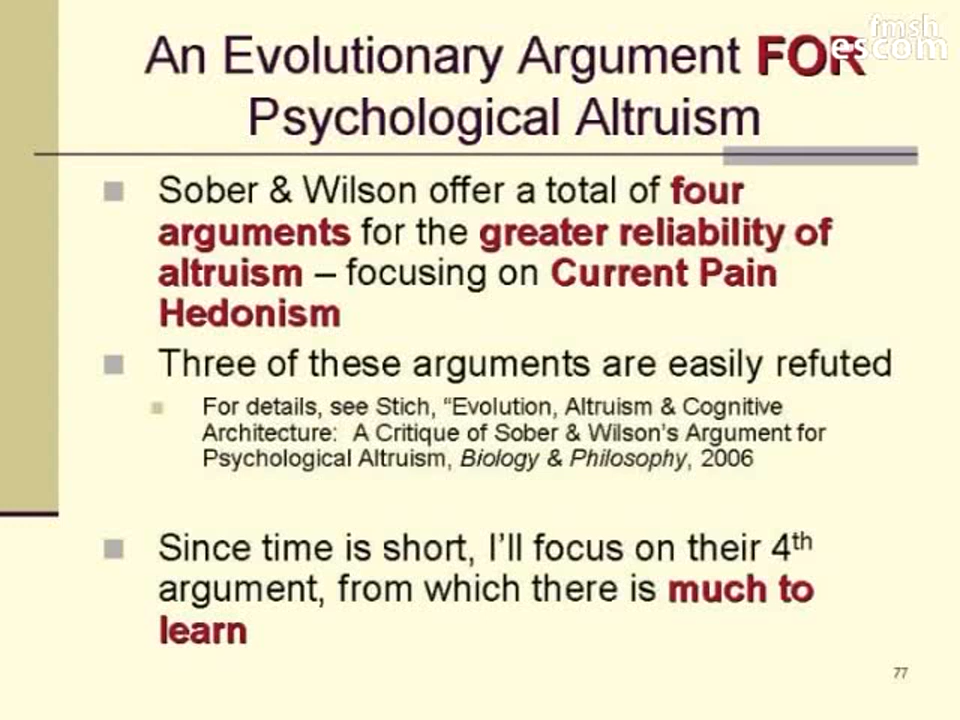 fmsh
escom
An Evolutionary Argument FOR
Psychological Altruism
Sober & Wilson offer a total of four
arguments for the greater reliability of
altruism – focusing on Current Pain
Hedonism
Three of these arguments are easily refuted
For details, see Stich, “Evolution, Altruism & Cognitive
Architecture: A Critique of Sober & Wilson’s Argument for
Psychological Altruism, Biology & Philosophy, 2006
Since time is short, I’ll focus on their 4th
argument, from which there is much to
learn
77